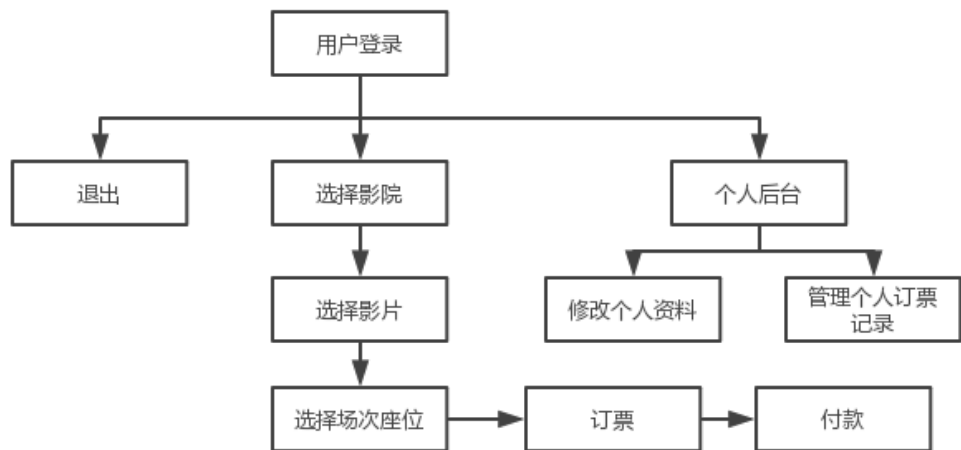 用户登录
退出
选择影院
个人后台
选择影片
修改个人资料
管理个人订票
记录
选择场次座位
订票
付款